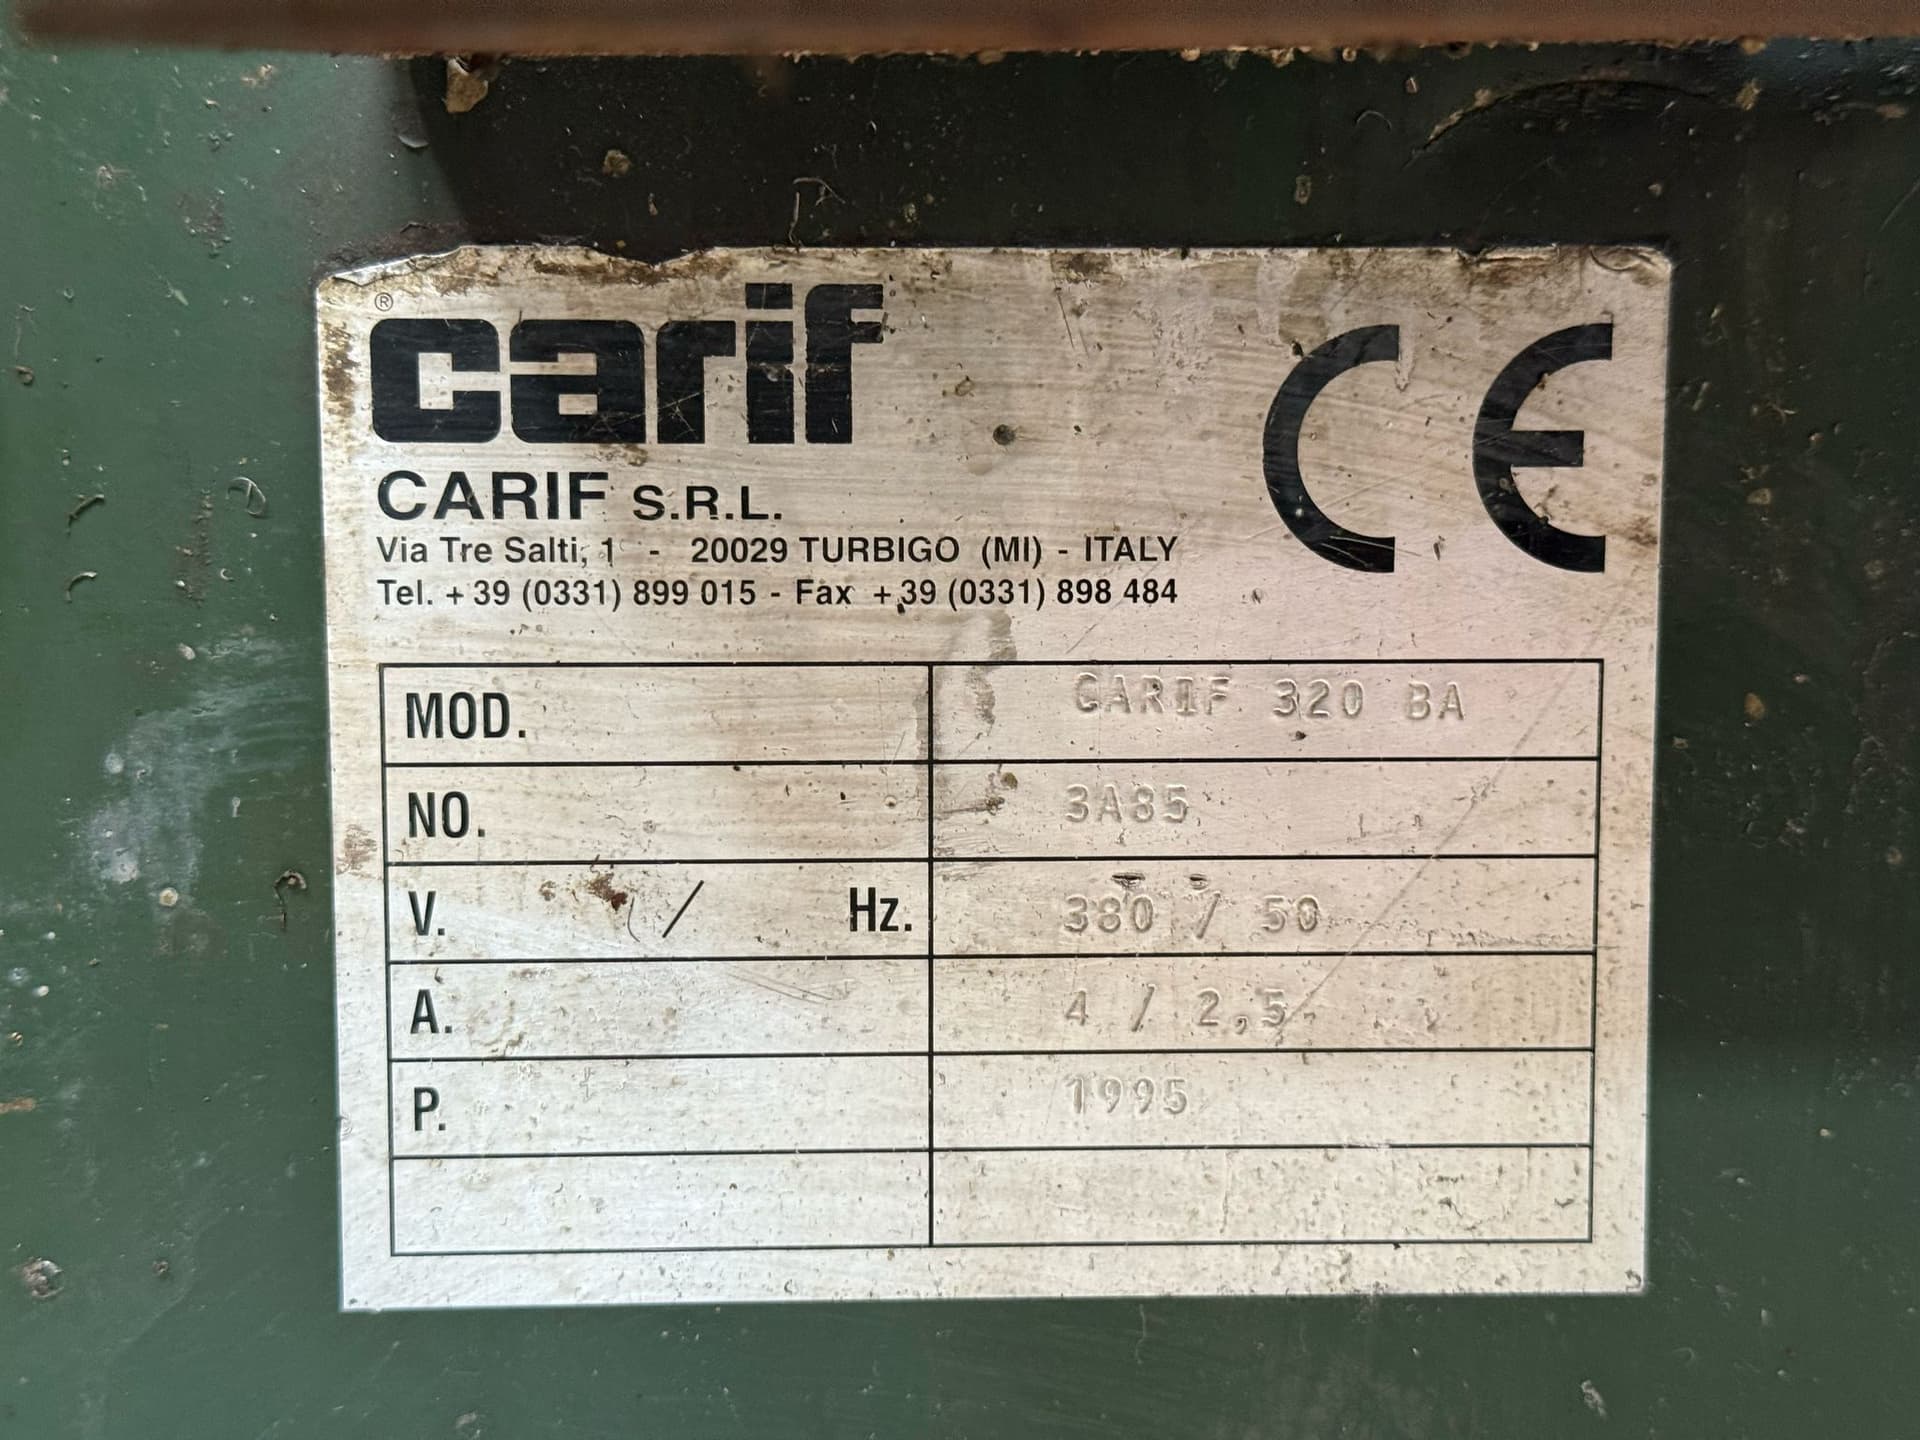 ®
carif
CE
CARIF S.R.L.
Via Tre Salti, 1 - 20029 TURBIGO (MI) - ITALY
Tel. + 39 (0331) 899 015 - Fax + 39 (0331) 898 484
MOD. CARIF 320 BA
NO. 3A85
V. / Hz. 380 / 50
A. 4 / 2,5
P. 1995